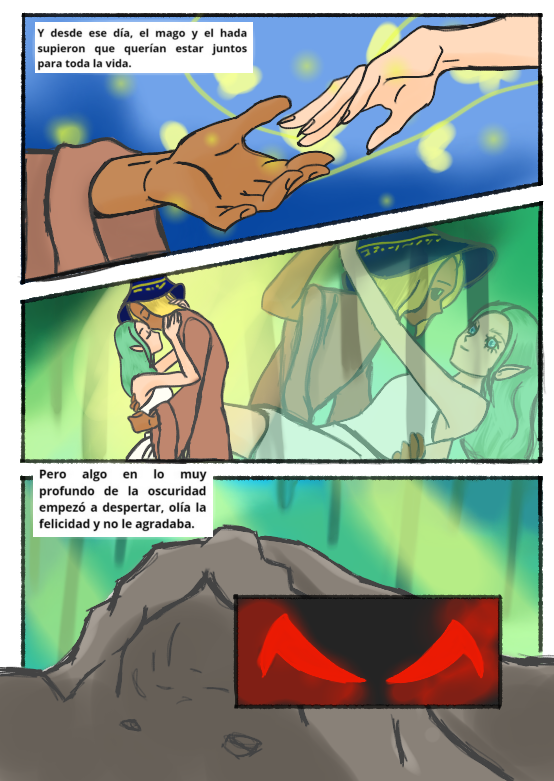 Y desde ese día, el mago y el hada
supieron que querían estar juntos
para toda la vida.
Pero algo en lo muy
profundo de la oscuridad
empezó a despertar, olía la
felicidad y no le agradaba.